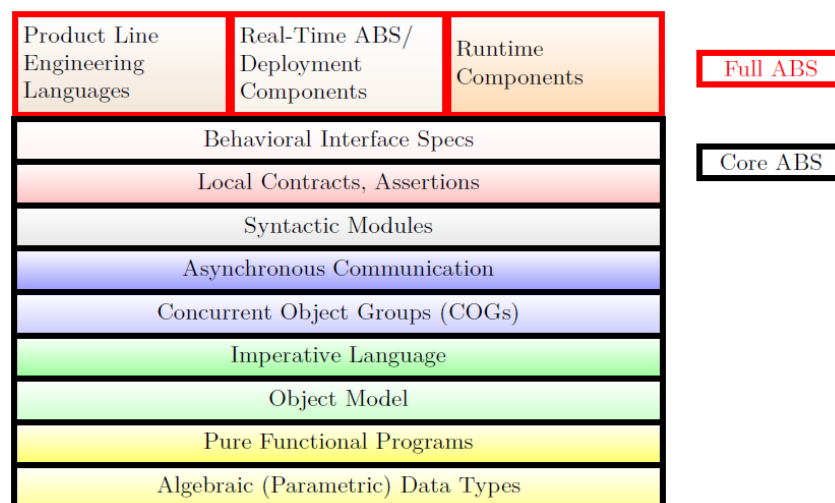 Product Line
Engineering
Languages
Real-Time ABS/
Deployment
Components
Runtime
Components
Full ABS
Behavioral Interface Specs
Core ABS
Local Contracts, Assertions
Syntactic Modules
Asynchronous Communication
Concurrent Object Groups (COGs)
Imperative Language
Object Model
Pure Functional Programs
Algebraic (Parametric) Data Types